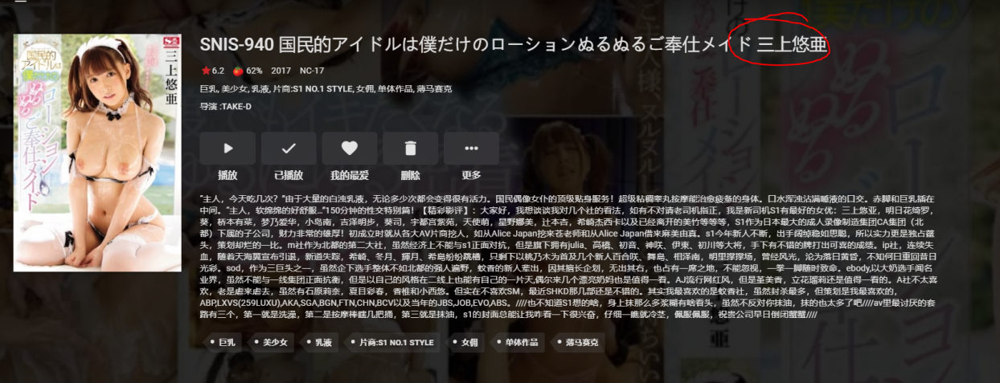 SNIS-940 国民的アイドルは僕だけのローションぬるぬるご奉仕メイド 三上悠亜
6.2 62% 2017 NC-17
巨乳, 美少女, 乳液, 片商:S1 NO.1 STYLE, 女佣, 单体作品, 薄马赛克
导演 :TAKE-D
国民的
アイドルは
僕だけの
ローション
ぬるぬる
ご奉仕メイド
三上悠亜
播放
已播放
我的最爱
删除
更多
"主人，今天吃几次？"由于大量的白浊乳液，无论多少次都会变得很有活力。国民偶像女仆的顶级贴身服务！超级粘稠睾丸按摩能治愈疲惫的身体。口水浑浊沾满唾液的口交。赤脚和巨乳插在
中间。"主人，软绵绵的好舒服..."150分钟的性交特别篇！【精彩影评】：大家好，我想谈谈我对几个社的看法，如有不对请老司机指正，我是新司机S1有最好的女优：三上悠亚，明日花绮罗，
葵，桥本有菜，梦乃爱华，小岛南，吉泽明步，葵司，宇都宫紫苑，天使萌，星野娜美，辻本杏，希崎杰西卡以及已经离开的美竹等等等，S1作为日本最大的成人录像制造集团CA集团（北
都）下属的子公司，财力非常的雄厚！初成立时就从各大AV片商挖人，如从Alice Japan挖来苍老师和从Alice Japan借来麻美由真。s1今年新人不断，出手阔绰稳如思聪，所以实力更是独占鳌
头，策划却烂的一比。m社作为北都的第二大社，虽然经济上不能与s1正面对抗，但是旗下拥有julia、高橋、初音、神咲、伊東、初川等大将，手下有不错的牌打出可喜的成绩。ip社，连续失
血，随着天海翼宣布引退，新道失踪，希崎、冬月、輝月、希島纷纷跳槽，只剩下以桃乃木为首及几个新人百合咲、舞島、相泽南，明里撑撑场，曾经风光，沦为落日黄昏，不知何日重回昔日
光彩。sod，作为三巨头之一，虽然企下选手整体不如北都的强人遍野，蚊香的新人辈出，因其擅长企划，无出其右，也占有一席之地，不能忽视，一拳一脚随时致命。ebody,以大奶选手闻名
业界，虽然不能与一线集团正面抗衡，但是以自己的风格在二线上也能有自己的一片天,偶尔来几个漂亮奶妈也是值得一看。AJ流行网红风，但是堇美香，立花瑠莉还是值得一看的。A社不太喜
欢，老是虐来虐去，虽然有石原莉奈，夏目彩春，香椎和小西悠。但实在不喜欢SM，最近SHKD那几部还是不错的。其实我最喜欢的是蚊香社，虽然封杀最多，但策划是我最喜欢的，
ABP,LXVS(259LUXU),AKA,SGA,BGN,FTN,CHN,BCV以及当年的JBS,JOB,EVO,ABS。////也不知道S1想的啥，身上抹那么多浆糊有啥看头，虽然不反对你抹油，抹的也太多了吧////av里最讨厌的套
路有三个，第一就是洗澡，第二是按摩棒瞎几把捅，第三就是抹油，s1的封面总能让我咋看一下很兴奋，仔细一瞧就冷茎，佩服佩服，祝贵公司早日倒闭蟹蟹////
巨乳
美少女
乳液
片商:S1 NO.1 STYLE
女佣
单体作品
薄马赛克